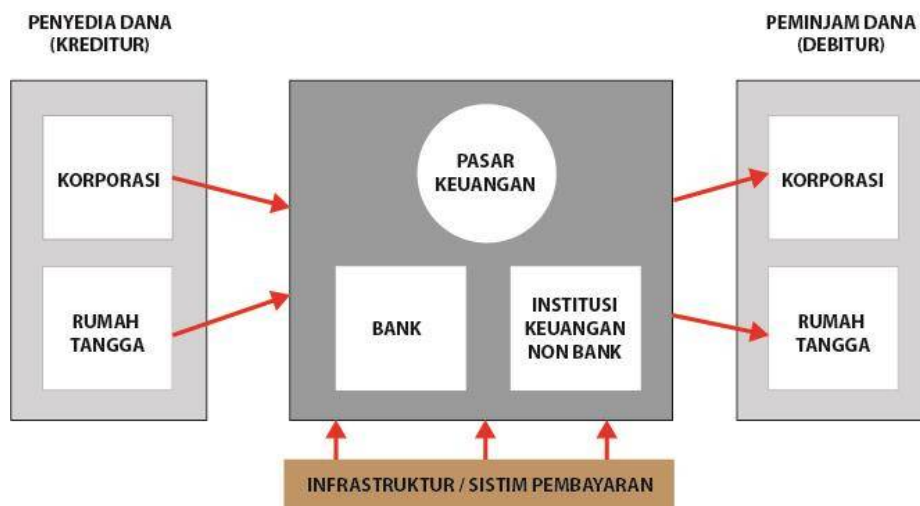 PENYEDIA DANA
(KREDITUR)
KORPORASI
RUMAH
TANGGA
PASAR
KEUANGAN
BANK
INSTITUSI
KEUANGAN
NON BANK
INFRASTRUKTUR / SISTIM PEMBAYARAN
PEMINJAM DANA
(DEBITUR)
KORPORASI
RUMAH
TANGGA